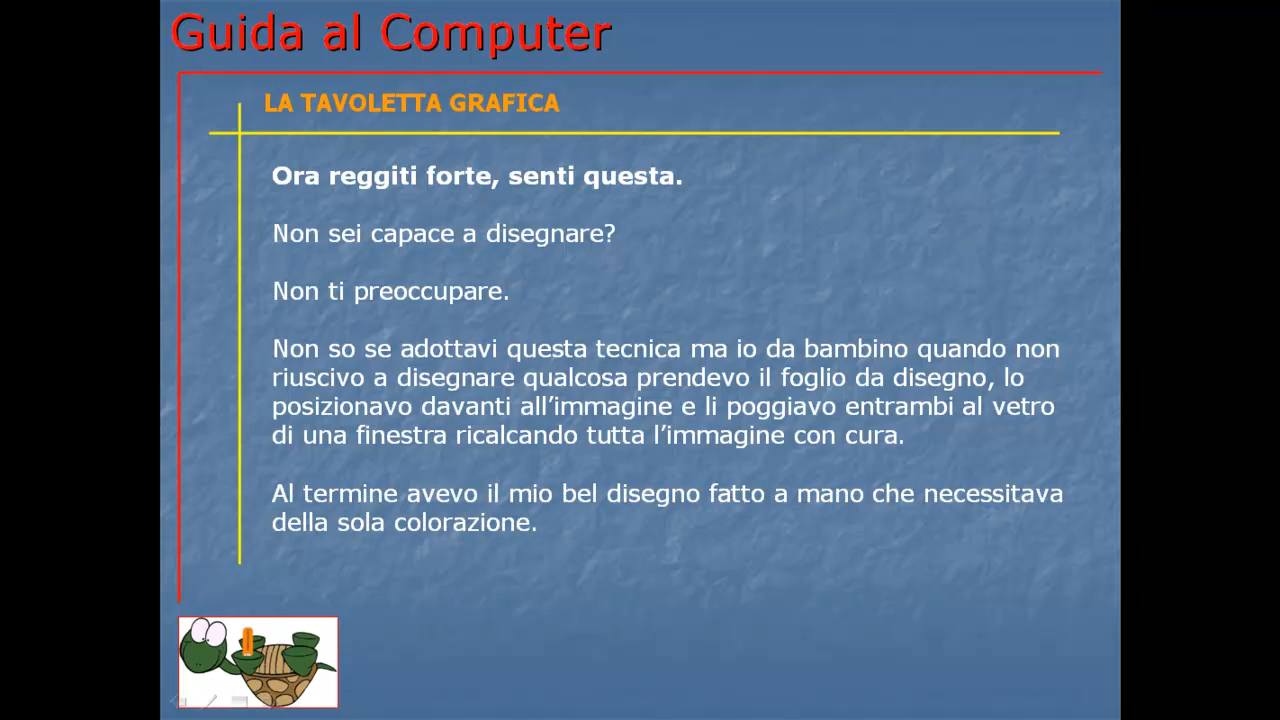 Guida al Computer
LA TAVOLETTA GRAFICA
Ora reggiti forte, senti questa.
Non sei capace a disegnare?
Non ti preoccupare.
Non so se adottavi questa tecnica ma io da bambino quando non
riuscivo a disegnare qualcosa prendevo il foglio da disegno, lo
posizionavo davanti all’immagine e li poggiavo entrambi al vetro
di una finestra ricalcando tutta l’immagine con cura.
Al termine avevo il mio bel disegno fatto a mano che necessitava
della sola colorazione.